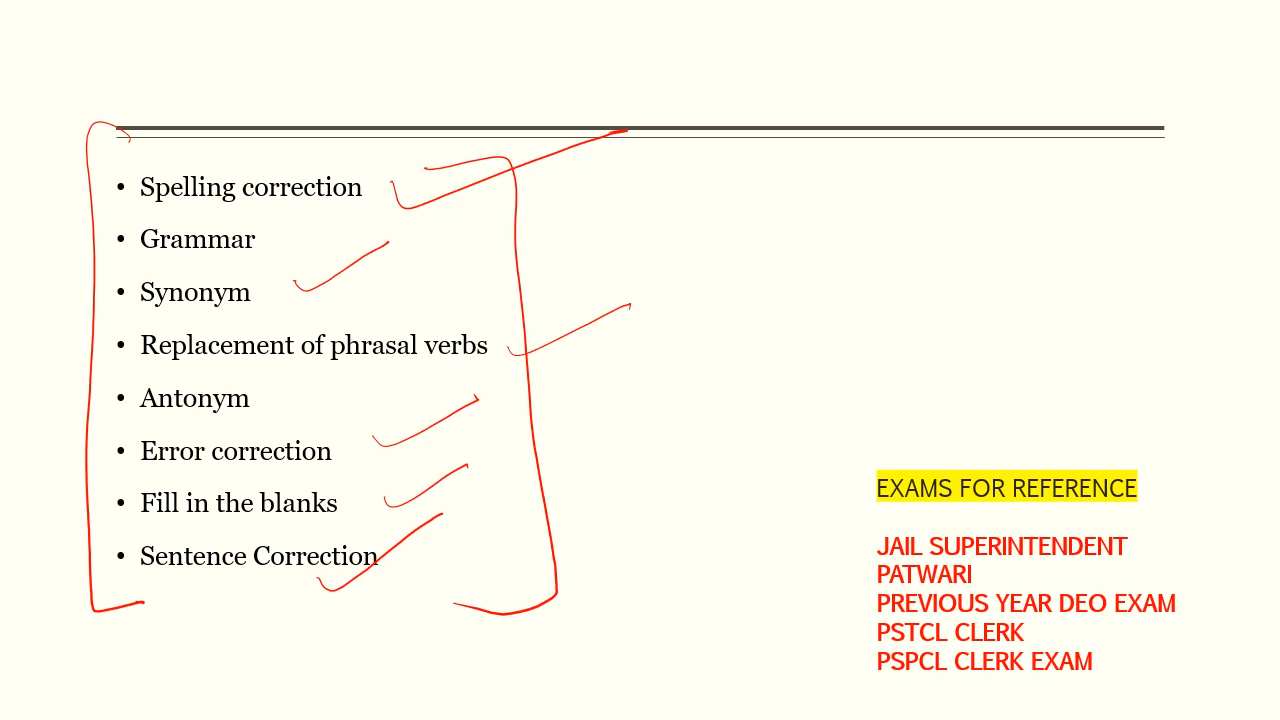 • Spelling correction
• Grammar
• Synonym
• Replacement of phrasal verbs
• Antonym
• Error correction
• Fill in the blanks
• Sentence Correction
EXAMS FOR REFERENCE
JAIL SUPERINTENDENT
PATWARI
PREVIOUS YEAR DEO EXAM
PSTCL CLERK
PSPCL CLERK EXAM